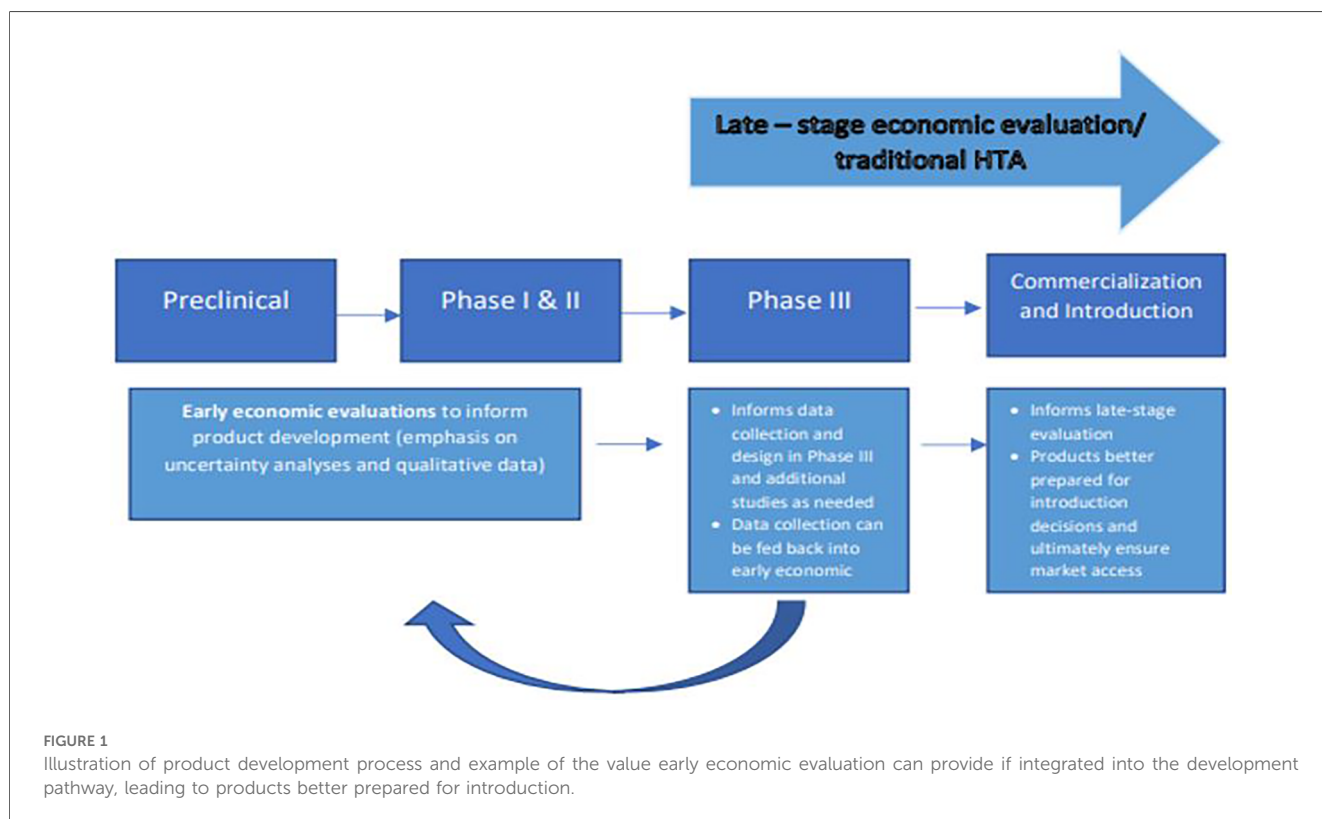 Late – stage economic evaluation/
traditional HTA
Preclinical
Phase I & II
Phase III
Commercialization
and Introduction
Early economic evaluations to inform
product development (emphasis on
uncertainty analyses and qualitative data)
• Informs data
collection and
design in Phase III
and additional
studies as needed
• Data collection can
be fed back into
early economic
• Informs late-stage
evaluation
• Products better
prepared for
introduction
decisions and
ultimately ensure
market access
FIGURE 1
Illustration of product development process and example of the value early economic evaluation can provide if integrated into the development
pathway, leading to products better prepared for introduction.